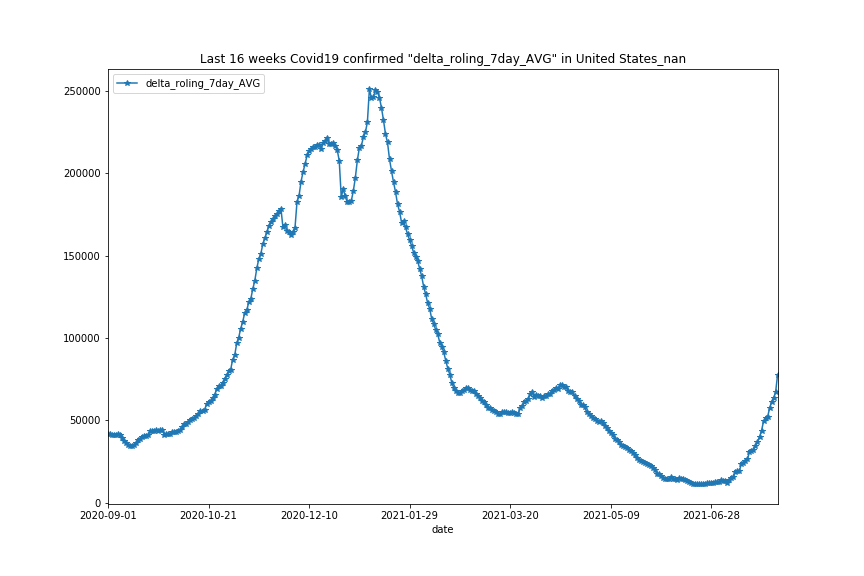 Last 16 weeks Covid19 confirmed "delta_roling_7day_AVG" in United States_nan
delta_roling_7day_AVG
250000
200000
150000
100000
50000
0
2020-09-01 2020-10-21 2020-12-10 2021-01-29 2021-03-20 2021-05-09 2021-06-28
date